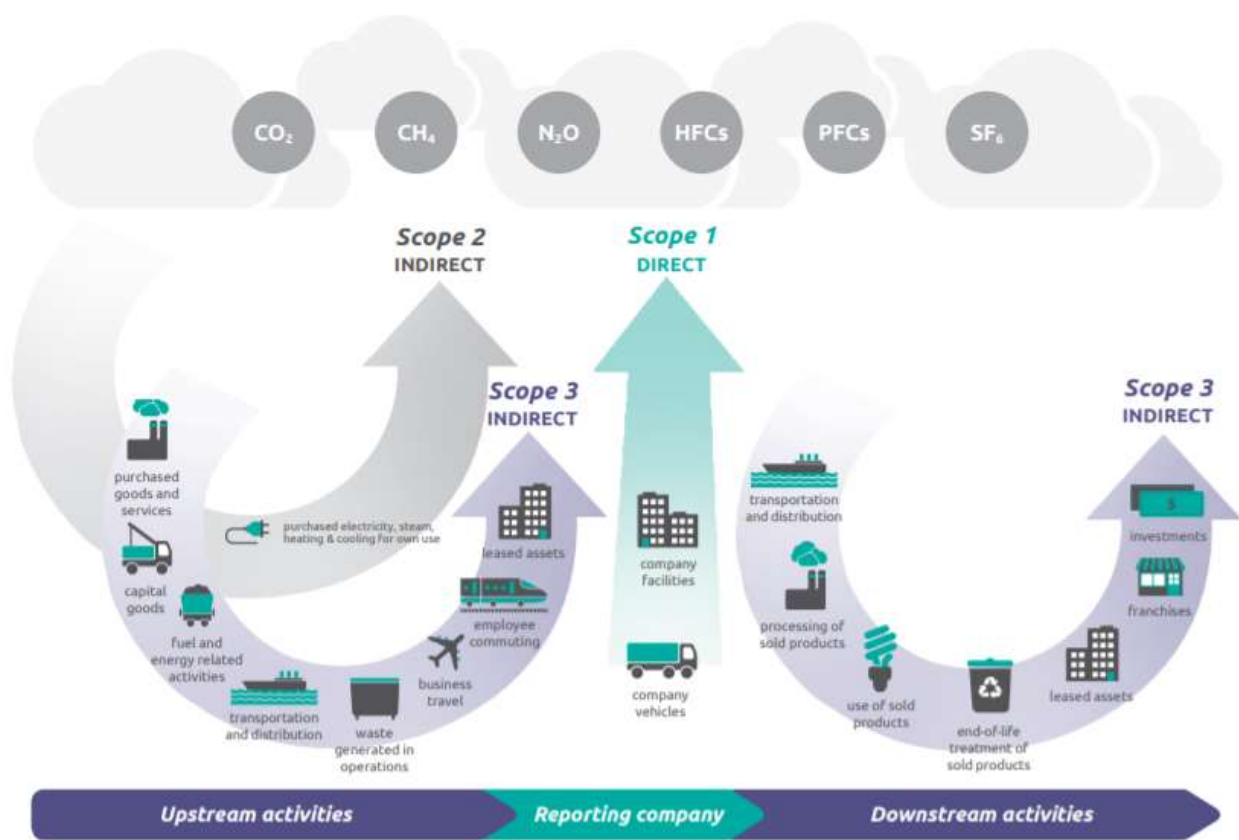 CO₂
CH₄
N₂O
HFCs
PFCs
SF₆
Scope 2
INDIRECT
Scope 1
DIRECT
Scope 3
INDIRECT
Scope 3
INDIRECT
purchased
goods and
services
capital
goods
fuel and
energy related
activities
purchased electricity, steam,
heating & cooling for own use
transportation
and distribution
waste
generated in
operations
business
travel
employee
commuting
leased assets
company
facilities
company
vehicles
transportation
and distribution
processing of
sold products
use of sold
products
end-of-life
treatment of
sold products
leased assets
franchises
$
investments
Upstream activities
Reporting company
Downstream activities